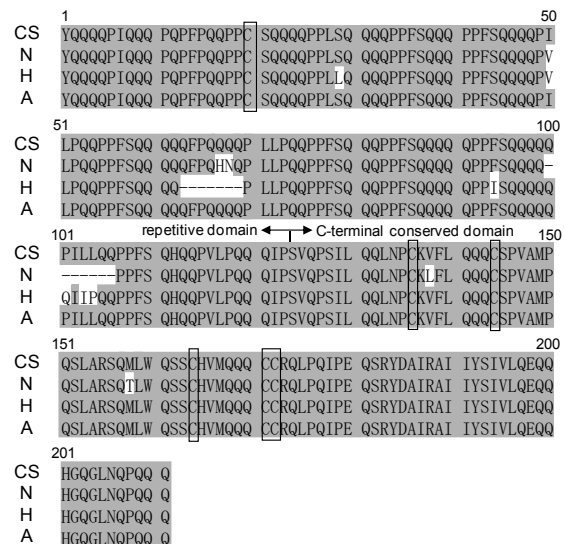 1 50
CS YQQQQPIQQQ PQPFPQQPPC SQQQQPPLSQ QQQPPFSQQQ PPFSQQQQPI
N YQQQQPIQQQ PQPFPQQPPC SQQQQPPLSQ QQQPPFSQQQ PPFSQQQQPV
H YQQQQPIQQQ PQPFPQQPPC SQQQQPPLLQ QQQPPFSQQQ PPFSQQQQPV
A YQQQQPIQQQ PQPFPQQPPC SQQQQPPLSQ QQQPPFSQQQ PPFSQQQQPI
51 100
CS LPQQPPFSQQ QQQFPQQQQP LLPQQPPFSQ QQQPPFSQQQ QPPFSQQQQQ
N LPQQPPFSQQ QQQFPQHNQP LLPQQPPFSQ QQQPPFSQQQ PPFSQQQQ-
H LPQQPPFSQQ QQ-------P LLPQQPPFSQ QQQPPFSQQQ QPPISQQQQQ
A LPQQPPFSQQ QQQFPQQQQP LLPQQPPFSQ QQQPPFSQQQ QPPFSQQQQQ
101 repetitive domain C-terminal conserved domain 150
CS PILLQQPPFS QHQQPVLPQQ QIPSVQPSIL QQLNPCKVFL QQQCSPVAMP
N ------PPFS QHQQPVLPQQ QIPSVQPSIL QQLNPCKLFL QQQCSPVAMP
H QIIPQQPPFS QHQQPVLPQQ QIPSVQPSIL QQLNPCKVFL QQQCSPVAMP
A PILLQQPPFS QHQQPVLPQQ QIPSVQPSIL QQLNPCKVFL QQQCSPVAMP
151 200
CS QSLARSQMLW QSSCHVMQQQ CCRQLPQIPE QSRYDAIRAI IYSIVLQEQQ
N QSLARSQTLW QSSCHVMQQQ CCRQLPQIPE QSRYDAIRAI IYSIVLQEQQ
H QSLARSQMLW QSSCHVMQQQ CCRQLPQIPE QSRYDAIRAI IYSIVLQEQQ
A QSLARSQMLW QSSCHVMQQQ CCRQLPQIPE QSRYDAIRAI IYSIVLQEQQ
201
CS HGQGLNQPQQ Q
N HGQGLNQPQQ Q
H HGQGLNQPQQ Q
A HGQGLNQPQQ Q